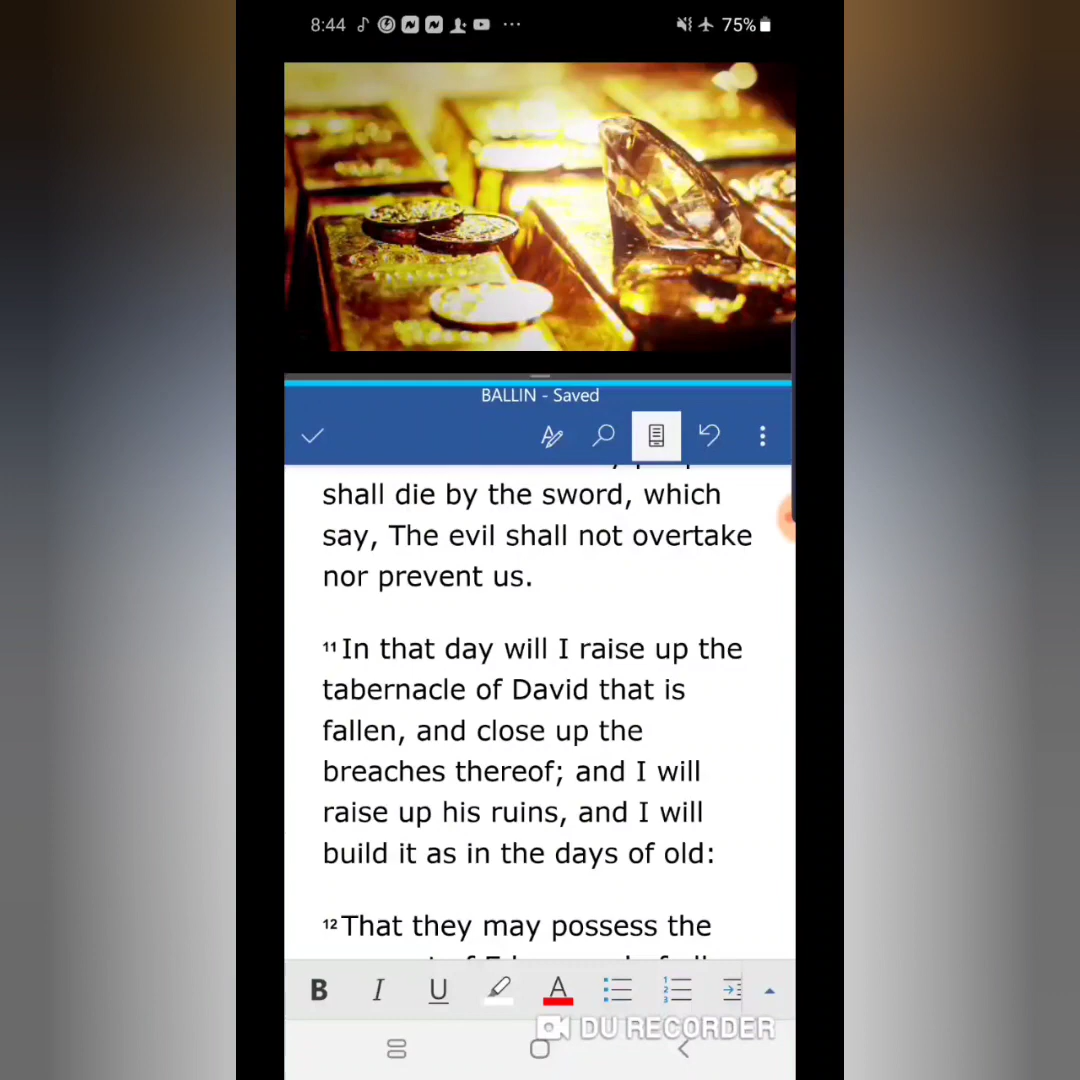 8:44
75%
BALLIN - Saved
shall die by the sword, which
say, The evil shall not overtake
nor prevent us.
11 In that day will I raise up the
tabernacle of David that is
fallen, and close up the
breaches thereof; and I will
raise up his ruins, and I will
build it as in the days of old:
12 That they may possess the
B I U A
DU RECORDER